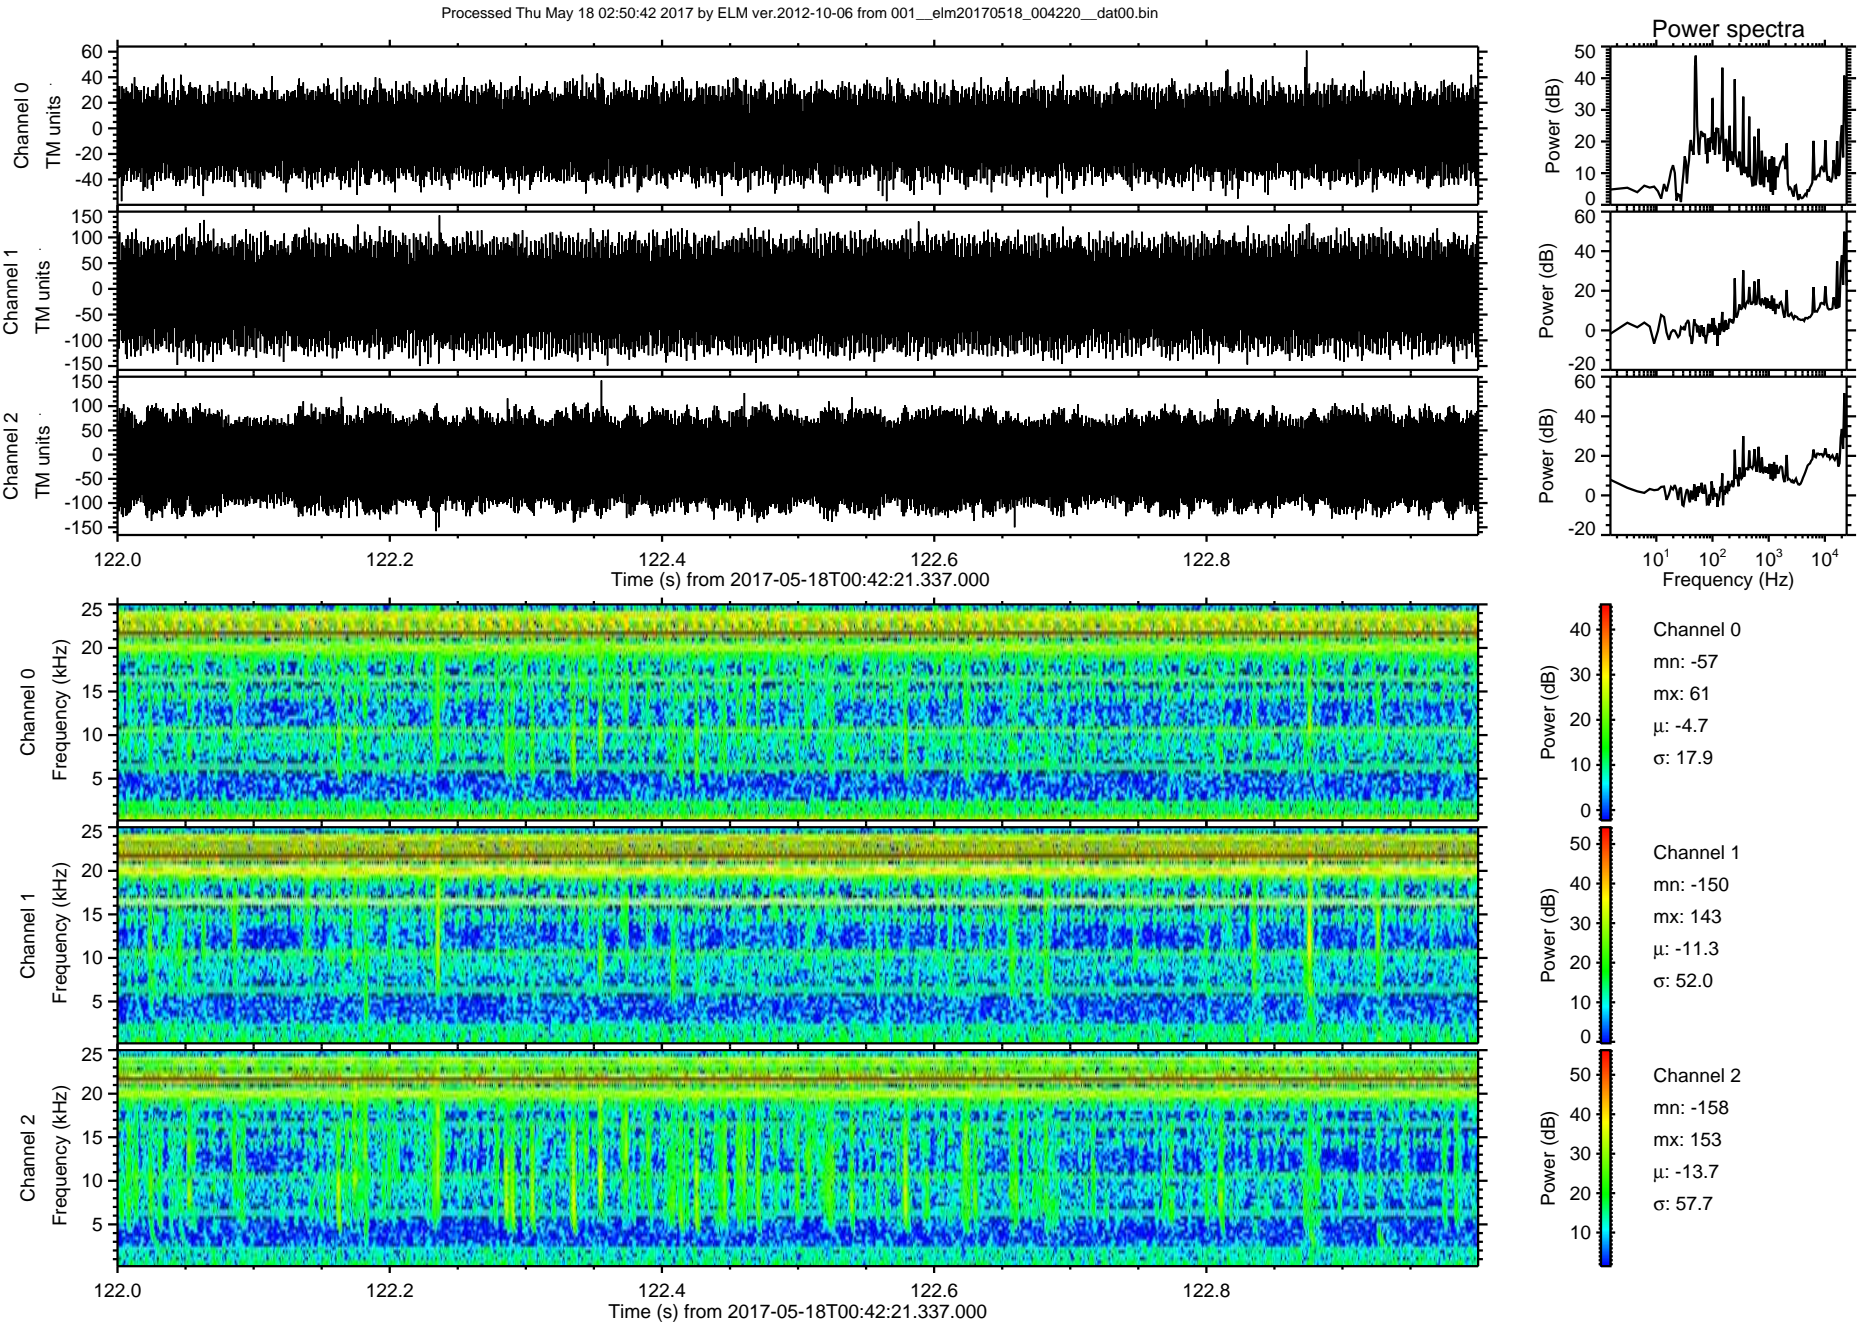 Processed Thu May 18 02:50:42 2017 by ELM ver.2012-10-06 from 001__elm20170518_004220__dat00.bin
Power spectra
Channel 0
TM units
60
40
20
0
-20
-40
Power (dB)
50
40
30
20
10
0
Channel 1
TM units
150
100
50
0
-50
-100
-150
Power (dB)
60
40
20
0
-20
Channel 2
TM units
150
100
50
0
-50
-100
-150
Power (dB)
60
40
20
0
-20
122.0 122.2 122.4 122.6 122.8
Time (s) from 2017-05-18T00:42:21.337.000
10^1 10^2 10^3 10^4
Frequency (Hz)
Channel 0
Frequency (kHz)
25
20
15
10
5
Power (dB)
40
30
20
10
0
Channel 0
mn: -57
mx: 61
μ: -4.7
σ: 17.9
Channel 1
Frequency (kHz)
25
20
15
10
5
Power (dB)
50
40
30
20
10
0
Channel 1
mn: -150
mx: 143
μ: -11.3
σ: 52.0
Channel 2
Frequency (kHz)
25
20
15
10
5
Power (dB)
50
40
30
20
10
Channel 2
mn: -158
mx: 153
μ: -13.7
σ: 57.7
122.0 122.2 122.4 122.6 122.8
Time (s) from 2017-05-18T00:42:21.337.000